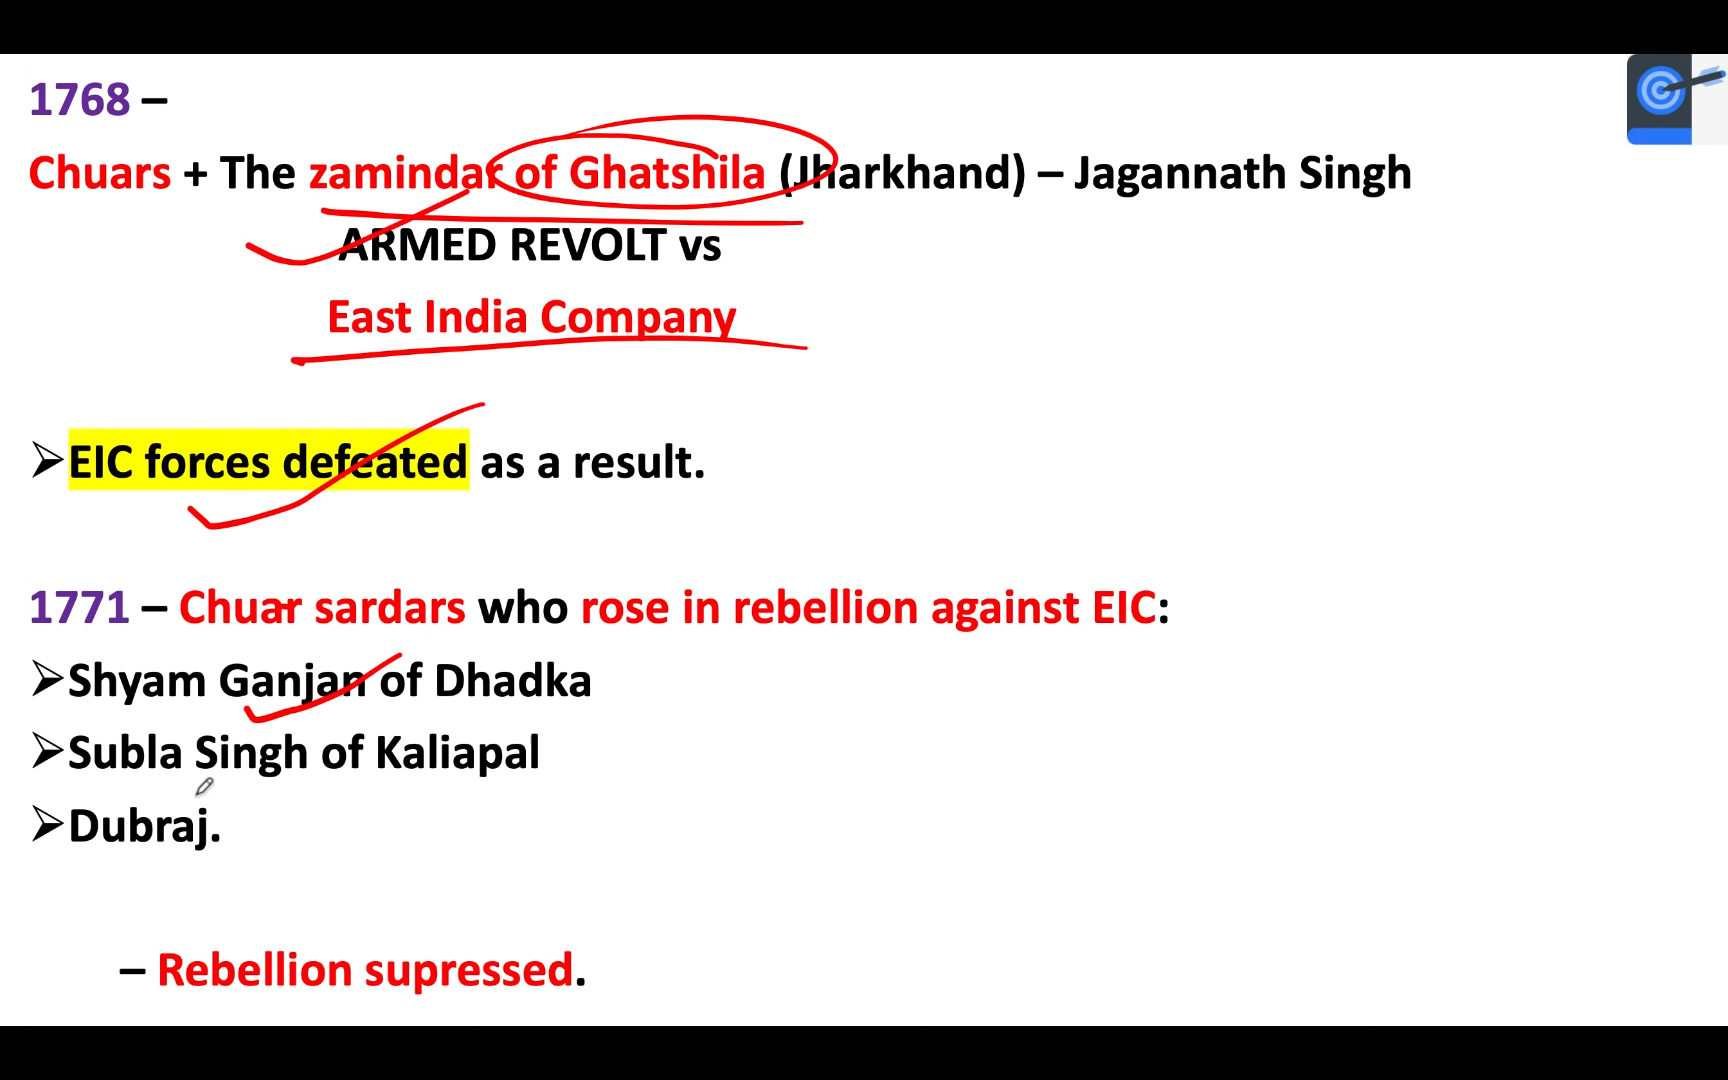 1768 –
Chuars + The zamindar of Ghatshila (Jharkhand) – Jagannath Singh
ARMED REVOLT vs
East India Company
➢EIC forces defeated as a result.
1771 – Chuar sardars who rose in rebellion against EIC:
➢Shyam Ganjan of Dhadka
➢Subla Singh of Kaliapal
➢Dubraj.
– Rebellion supressed.